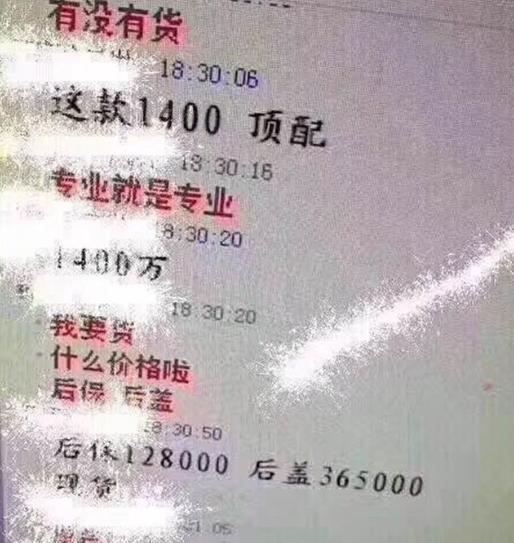 有没有货
18:30:06
这款1400 顶配
18:30:16
专业就是专业
8:30:20
1400万
18:30:20
我要货
什么价格啦
后保 后盖
8:30:50
后保128000 后盖365000
现货